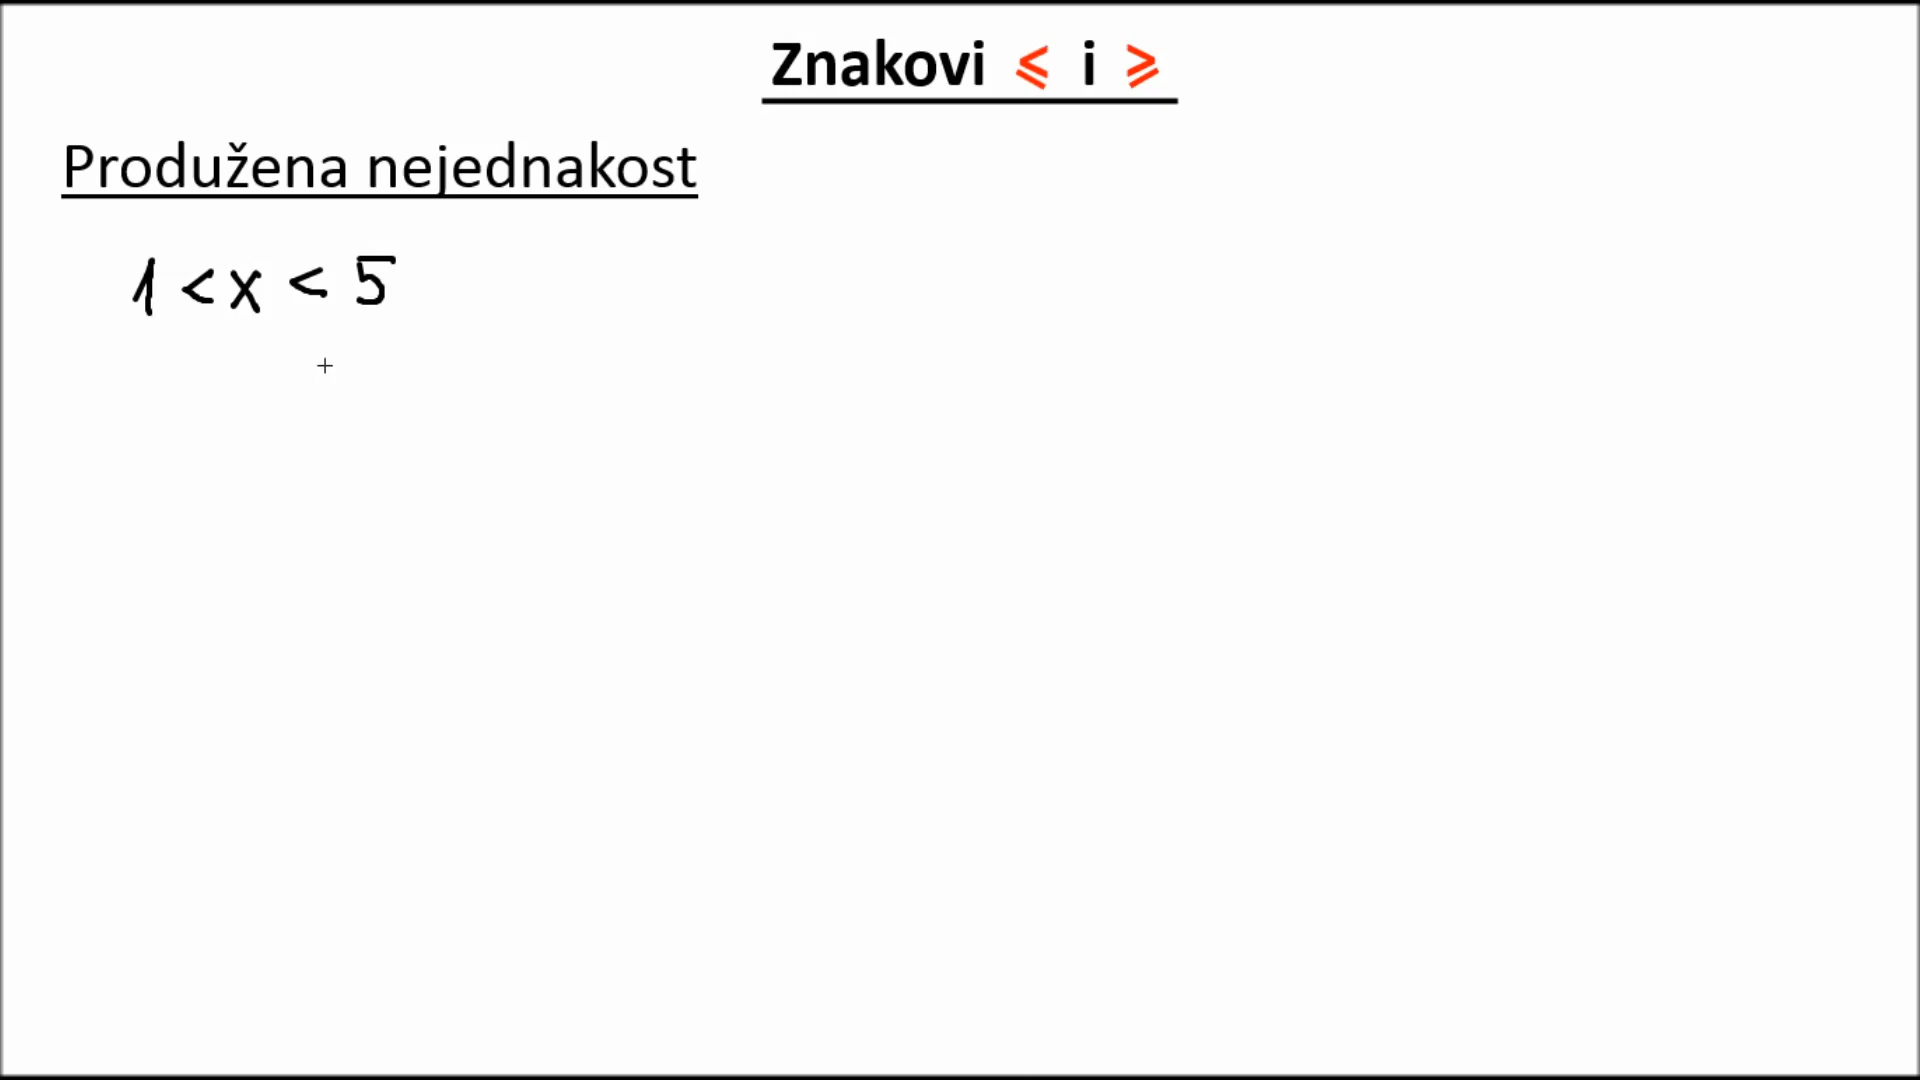 Znakovi ⩽ i ⩾
Produžena nejednakost
1 < x < 5